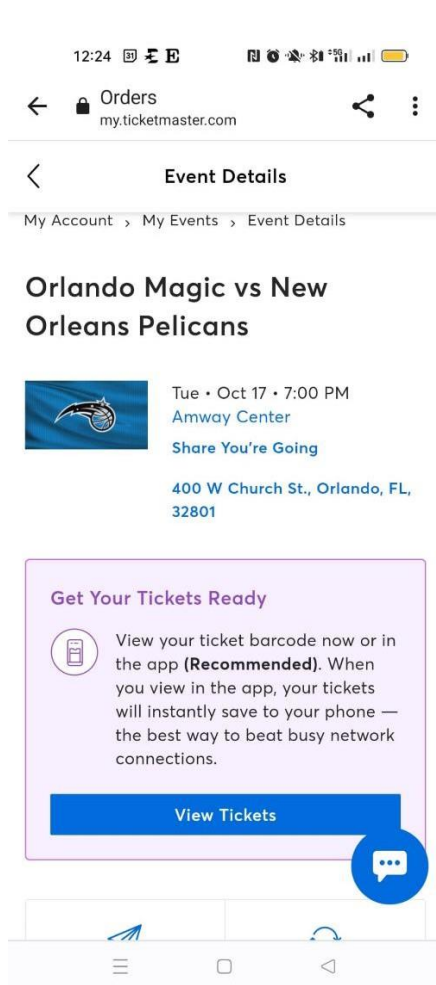 12:24 31 E E 5G
Orders
my.ticketmaster.com
Event Details
My Account > My Events > Event Details
Orlando Magic vs New
Orleans Pelicans
Tue • Oct 17 • 7:00 PM
Amway Center
Share You're Going
400 W Church St., Orlando, FL,
32801
Get Your Tickets Ready
View your ticket barcode now or in
the app (Recommended). When
you view in the app, your tickets
will instantly save to your phone —
the best way to beat busy network
connections.
View Tickets